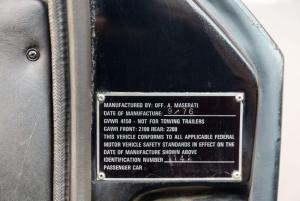 MANUFACTURED BY: OFF. A. MASERATI
DATE OF MANUFACTURE: 9/76
GVWR 4150 - NOT FOR TOWING TRAILERS
GAWR FRONT: 2100 REAR: 2200
THIS VEHICLE CONFORMS TO ALL APPLICABLE FEDERAL
MOTOR VEHICLE SAFETY STANDARDS IN EFFECT ON THE
DATE OF MANUFACTURE SHOWN ABOVE
IDENTIFICATION NUMBER
PASSENGER CAR